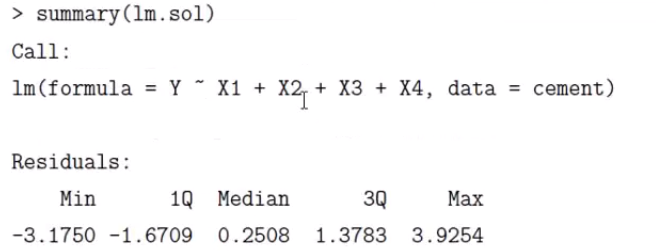 > summary(lm.sol)
Call:
lm(formula = Y ~ X1 + X2 + X3 + X4, data = cement)
Residuals:
Min 1Q Median 3Q Max
-3.1750 -1.6709 0.2508 1.3783 3.9254